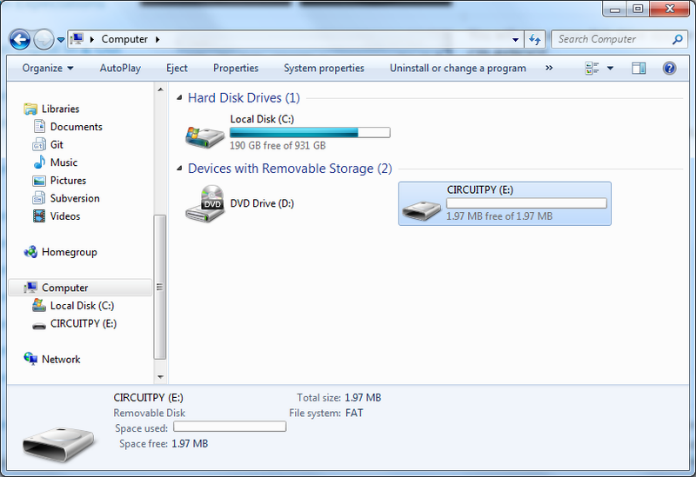 Computer
Search Computer
Organize
AutoPlay
Eject
Properties
System properties
Uninstall or change a program
»
Libraries
Documents
Git
Music
Pictures
Subversion
Videos
Homegroup
Computer
Local Disk (C:)
CIRCUITPY (E:)
Network
Hard Disk Drives (1)
Local Disk (C:)
190 GB free of 931 GB
Devices with Removable Storage (2)
DVD
DVD Drive (D:)
CIRCUITPY (E:)
1.97 MB free of 1.97 MB
CIRCUITPY (E:)
Removable Disk
Space used:
Space free: 1.97 MB
Total size: 1.97 MB
File system: FAT